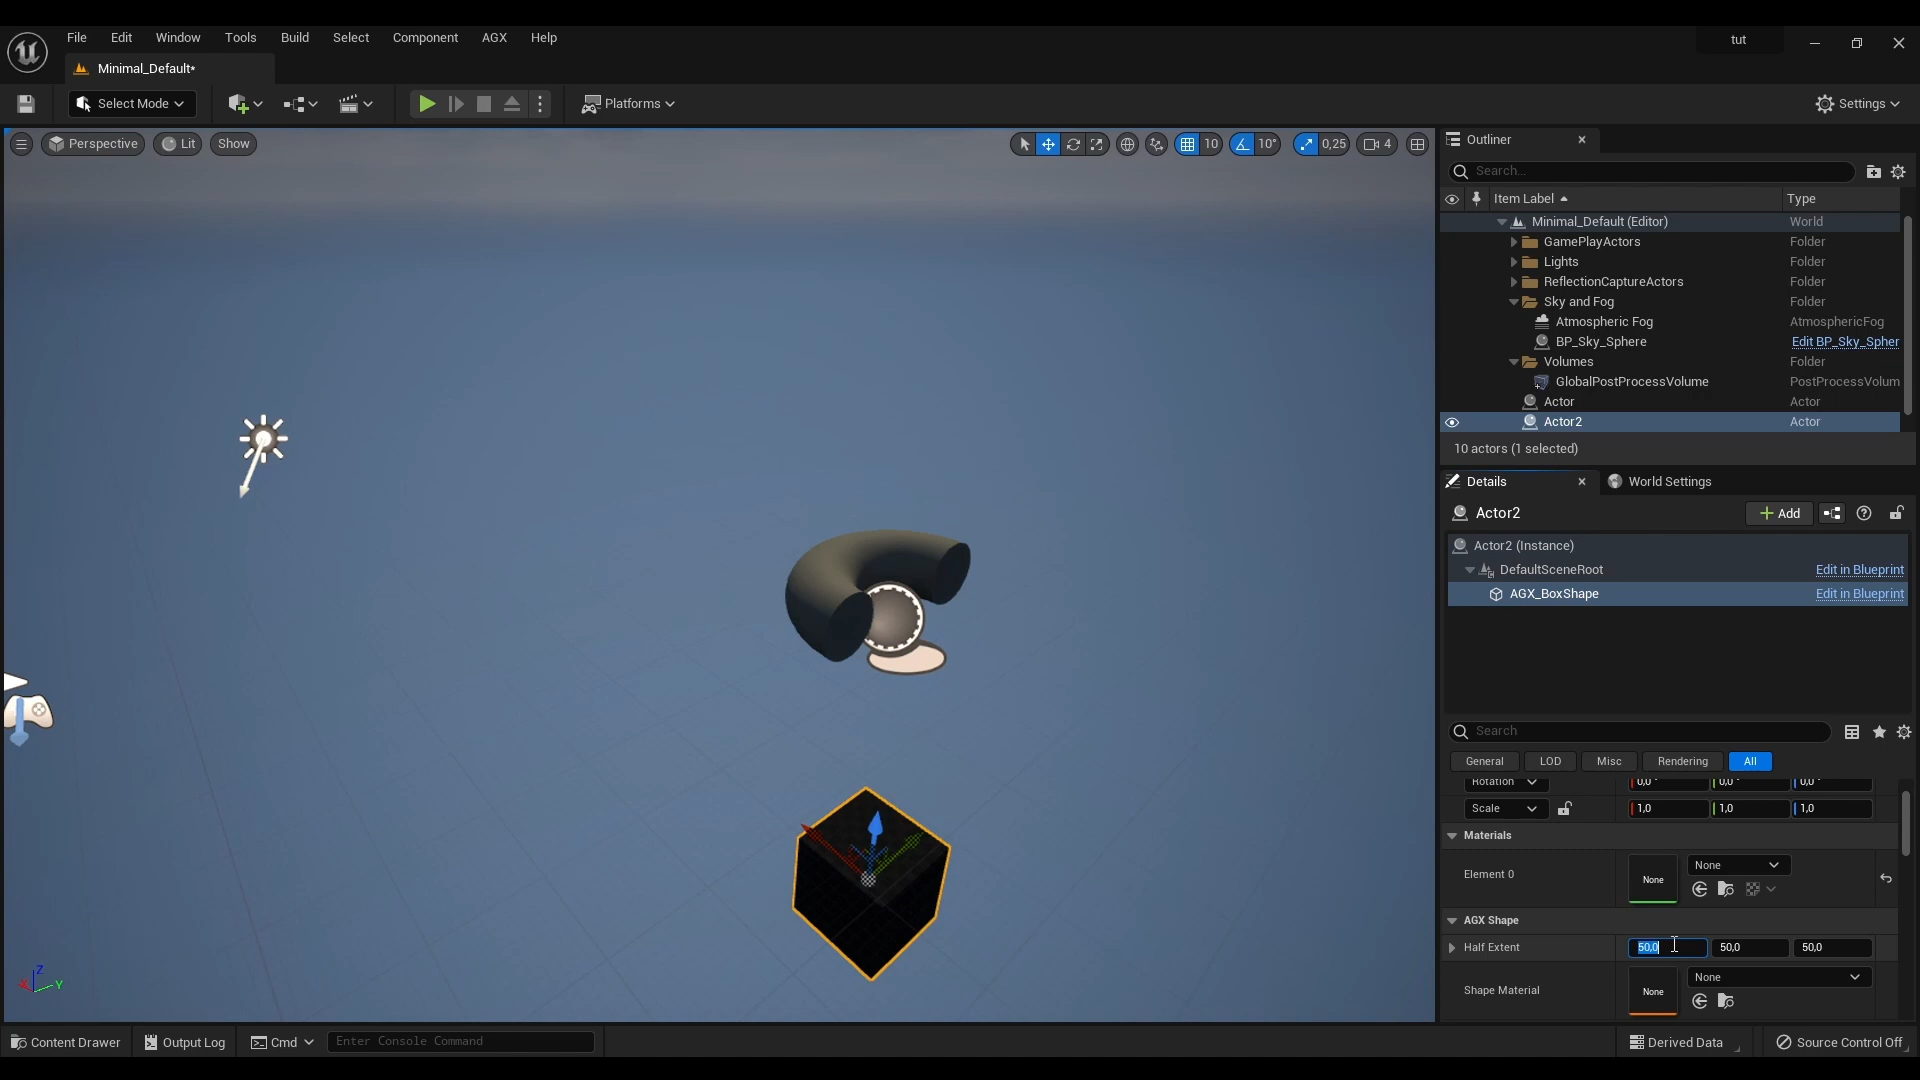 File Edit Window Tools Build Select Component AGX Help
tut
Minimal_Default*
Select Mode
Platforms
Settings
Perspective Lit Show
10 10° 0,25 4
Outliner
Search...
Item Label Type
Minimal_Default (Editor) World
GamePlayActors Folder
Lights Folder
ReflectionCaptureActors Folder
Sky and Fog Folder
Atmospheric Fog AtmosphericFog
BP_Sky_Sphere Edit BP_Sky_Spher
Volumes Folder
GlobalPostProcessVolume PostProcessVolum
Actor Actor
Actor2 Actor
10 actors (1 selected)
Details World Settings
Actor2 Add
Actor2 (Instance)
DefaultSceneRoot Edit in Blueprint
AGX_BoxShape Edit in Blueprint
Search
General LOD Misc Rendering All
Rotation 0,0° 0,0° 0,0°
Scale 1,0 1,0 1,0
Materials
Element 0 None None
AGX Shape
Half Extent 50,0 50,0 50,0
Shape Material None None
X Y Z
Content Drawer Output Log Cmd Enter Console Command Derived Data Source Control Off